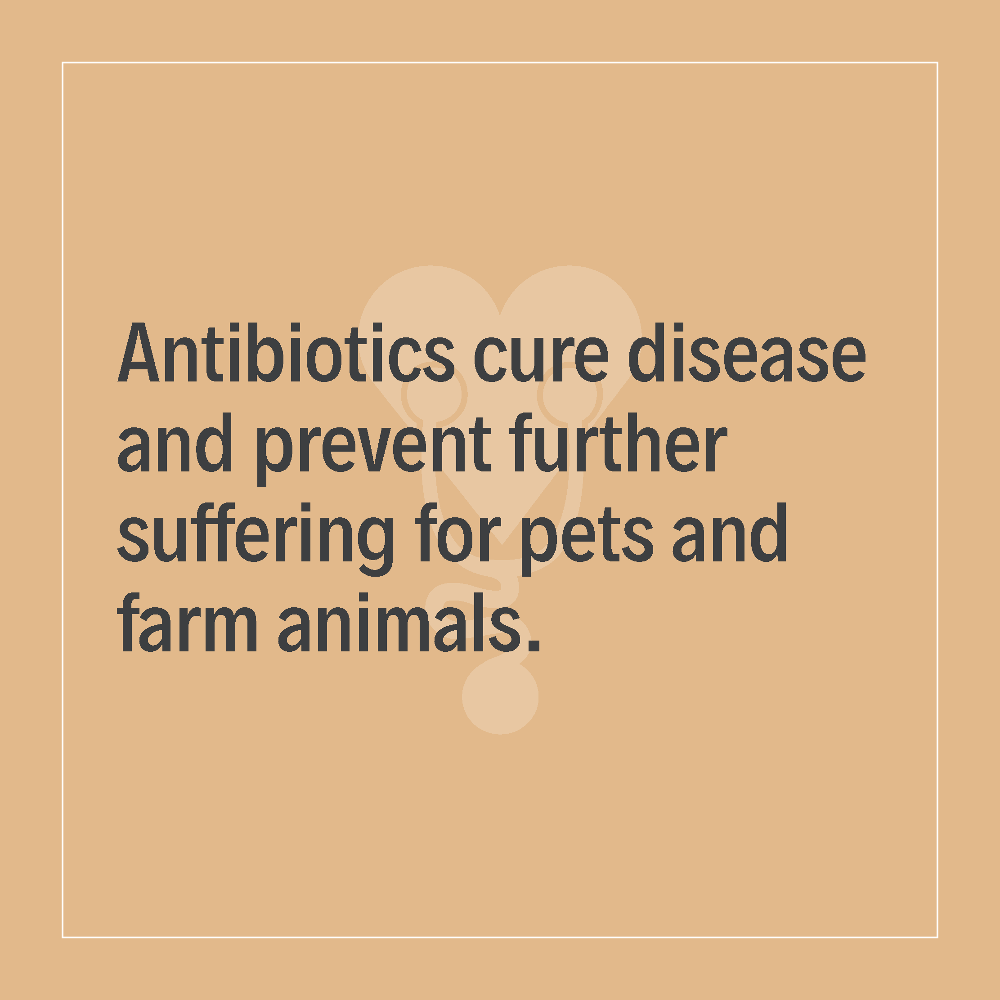 Antibiotics cure disease
and prevent further
suffering for pets and
farm animals.